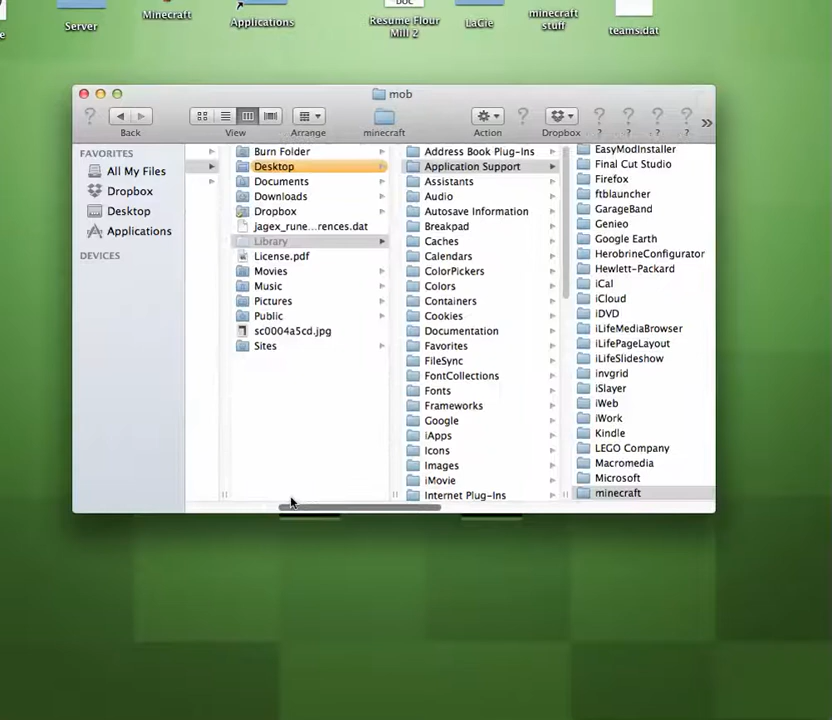 Server
Minecraft
Applications
DOC
Resume Flour
Mill 2
LaCie
minecraft
stuff
teams.dat
mob
Back
View
Arrange
minecraft
Action
Dropbox
FAVORITES
All My Files
Dropbox
Desktop
Applications
DEVICES
Burn Folder
Desktop
Documents
Downloads
Dropbox
jagex_rune...rences.dat
Library
License.pdf
Movies
Music
Pictures
Public
sc0004a5cd.jpg
Sites
Address Book Plug-Ins
Application Support
Assistants
Audio
Autosave Information
Breakpad
Caches
Calendars
ColorPickers
Colors
Containers
Cookies
Documentation
Favorites
FileSync
FontCollections
Fonts
Frameworks
Google
iApps
Icons
Images
iMovie
Internet Plug-Ins
EasyModInstaller
Final Cut Studio
Firefox
ftblauncher
GarageBand
Genieo
Google Earth
HerobrineConfigurator
Hewlett-Packard
iCal
iCloud
iDVD
iLifeMediaBrowser
iLifePageLayout
iLifeSlideshow
invgrid
iSlayer
iWeb
iWork
Kindle
LEGO Company
Macromedia
Microsoft
minecraft